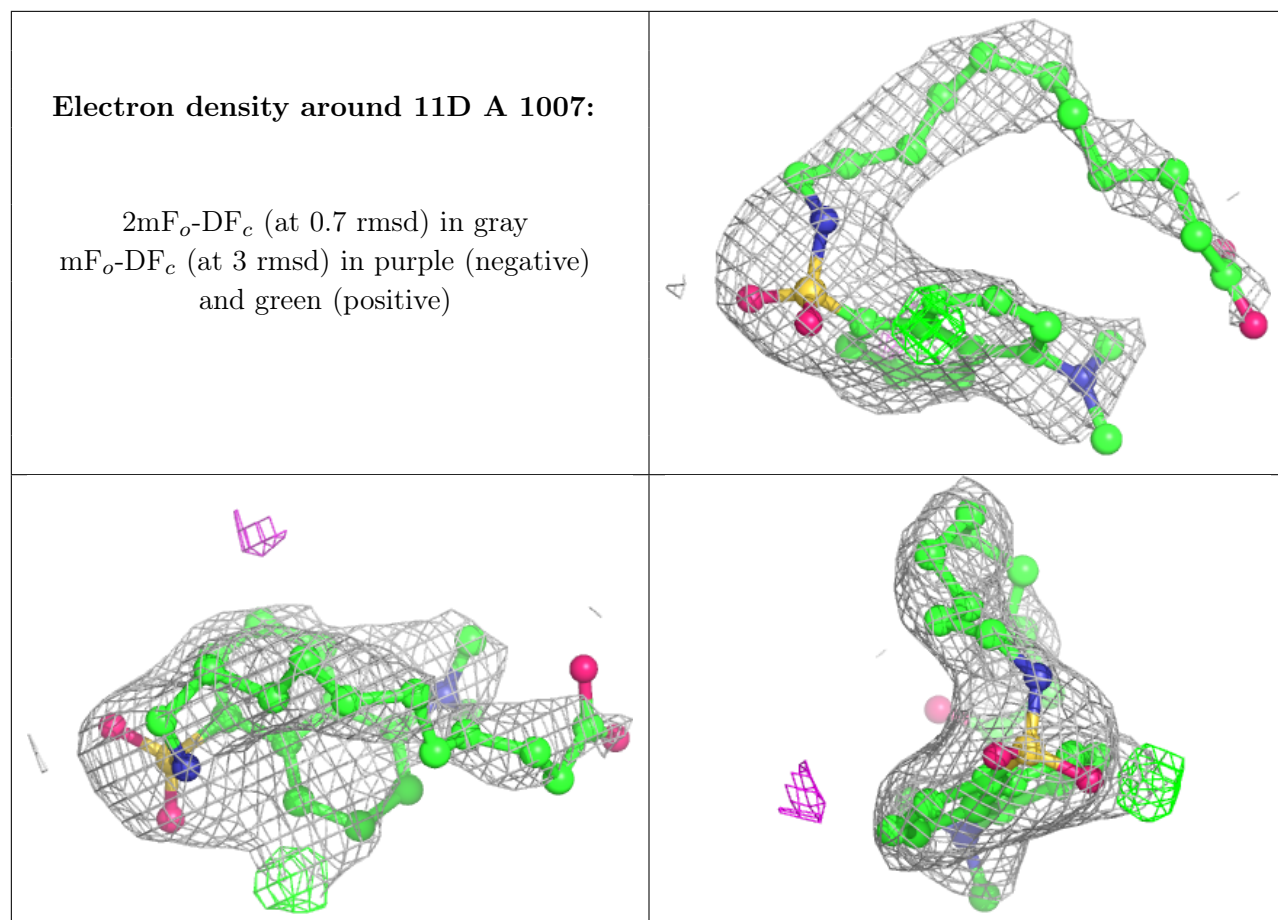 Electron density around 11D A 1007:
2mFo-DFc (at 0.7 rmsd) in gray
mFo-DFc (at 3 rmsd) in purple (negative)
and green (positive)